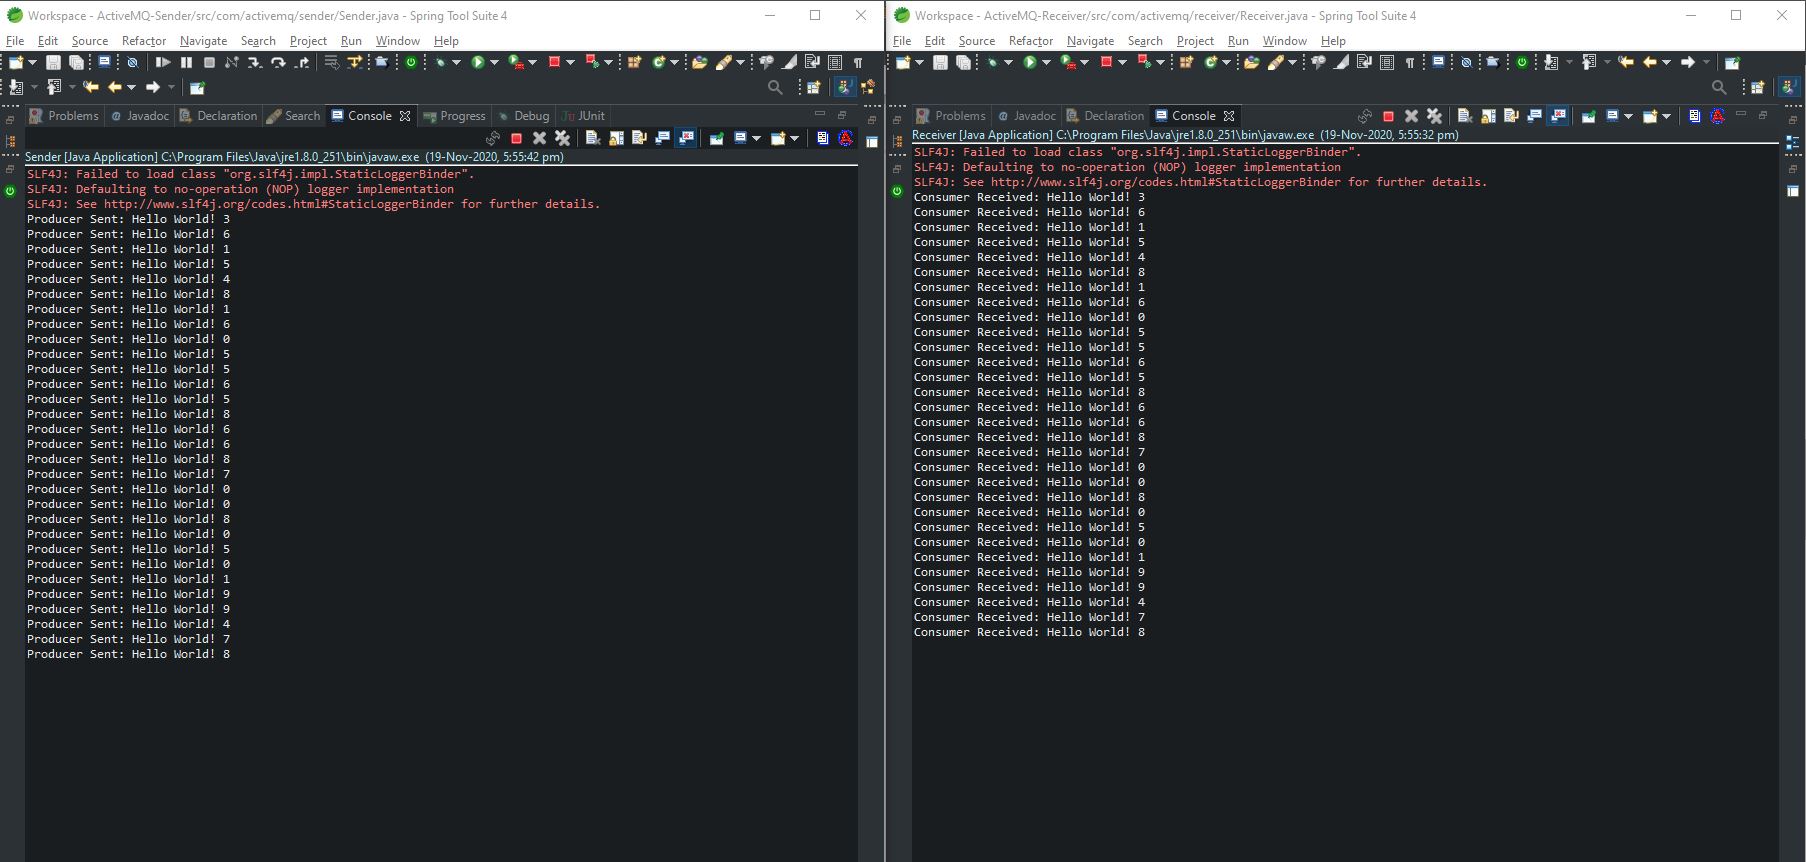 Workspace - ActiveMQ-Sender/src/com/activemq/sender/Sender.java - Spring Tool Suite 4
File Edit Source Refactor Navigate Search Project Run Window Help
Problems Javadoc Declaration Search Console Progress Debug JUnit
Sender [Java Application] C:\Program Files\Java\jre1.8.0_251\bin\javaw.exe (19-Nov-2020, 5:55:42 pm)
SLF4J: Failed to load class "org.slf4j.impl.StaticLoggerBinder".
SLF4J: Defaulting to no-operation (NOP) logger implementation
SLF4J: See http://www.slf4j.org/codes.html#StaticLoggerBinder for further details.
Producer Sent: Hello World! 3
Producer Sent: Hello World! 6
Producer Sent: Hello World! 1
Producer Sent: Hello World! 5
Producer Sent: Hello World! 4
Producer Sent: Hello World! 8
Producer Sent: Hello World! 1
Producer Sent: Hello World! 6
Producer Sent: Hello World! 0
Producer Sent: Hello World! 5
Producer Sent: Hello World! 5
Producer Sent: Hello World! 6
Producer Sent: Hello World! 5
Producer Sent: Hello World! 8
Producer Sent: Hello World! 6
Producer Sent: Hello World! 6
Producer Sent: Hello World! 8
Producer Sent: Hello World! 7
Producer Sent: Hello World! 0
Producer Sent: Hello World! 0
Producer Sent: Hello World! 8
Producer Sent: Hello World! 0
Producer Sent: Hello World! 5
Producer Sent: Hello World! 0
Producer Sent: Hello World! 1
Producer Sent: Hello World! 9
Producer Sent: Hello World! 9
Producer Sent: Hello World! 4
Producer Sent: Hello World! 7
Producer Sent: Hello World! 8
Workspace - ActiveMQ-Receiver/src/com/activemq/receiver/Receiver.java - Spring Tool Suite 4
File Edit Source Refactor Navigate Search Project Run Window Help
Problems Javadoc Declaration Console
Receiver [Java Application] C:\Program Files\Java\jre1.8.0_251\bin\javaw.exe (19-Nov-2020, 5:55:32 pm)
SLF4J: Failed to load class "org.slf4j.impl.StaticLoggerBinder".
SLF4J: Defaulting to no-operation (NOP) logger implementation
SLF4J: See http://www.slf4j.org/codes.html#StaticLoggerBinder for further details.
Consumer Received: Hello World! 3
Consumer Received: Hello World! 6
Consumer Received: Hello World! 1
Consumer Received: Hello World! 5
Consumer Received: Hello World! 4
Consumer Received: Hello World! 8
Consumer Received: Hello World! 1
Consumer Received: Hello World! 6
Consumer Received: Hello World! 0
Consumer Received: Hello World! 5
Consumer Received: Hello World! 5
Consumer Received: Hello World! 6
Consumer Received: Hello World! 5
Consumer Received: Hello World! 8
Consumer Received: Hello World! 6
Consumer Received: Hello World! 6
Consumer Received: Hello World! 8
Consumer Received: Hello World! 7
Consumer Received: Hello World! 0
Consumer Received: Hello World! 0
Consumer Received: Hello World! 8
Consumer Received: Hello World! 0
Consumer Received: Hello World! 5
Consumer Received: Hello World! 0
Consumer Received: Hello World! 1
Consumer Received: Hello World! 9
Consumer Received: Hello World! 9
Consumer Received: Hello World! 4
Consumer Received: Hello World! 7
Consumer Received: Hello World! 8